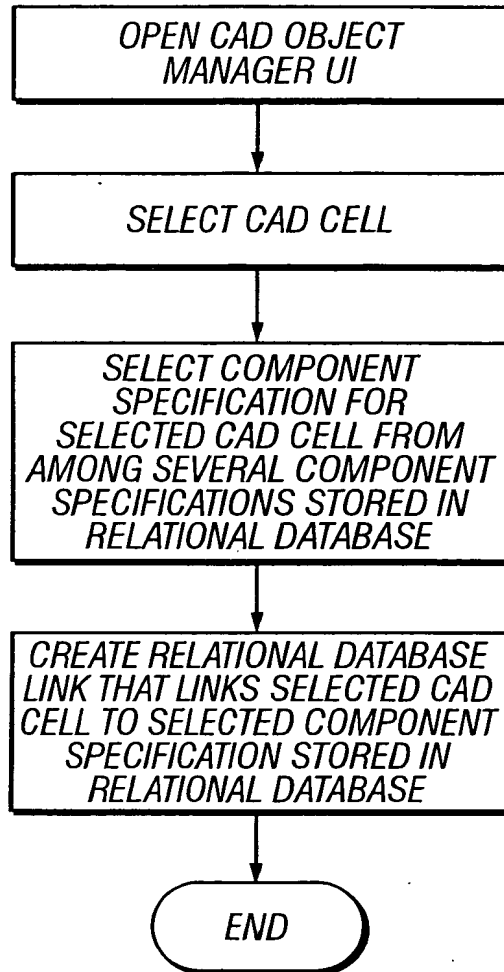 OPEN CAD OBJECT
MANAGER UI
SELECT CAD CELL
SELECT COMPONENT
SPECIFICATION FOR
SELECTED CAD CELL FROM
AMONG SEVERAL COMPONENT
SPECIFICATIONS STORED IN
RELATIONAL DATABASE
CREATE RELATIONAL DATABASE
LINK THAT LINKS SELECTED CAD
CELL TO SELECTED COMPONENT
SPECIFICATION STORED IN
RELATIONAL DATABASE
END